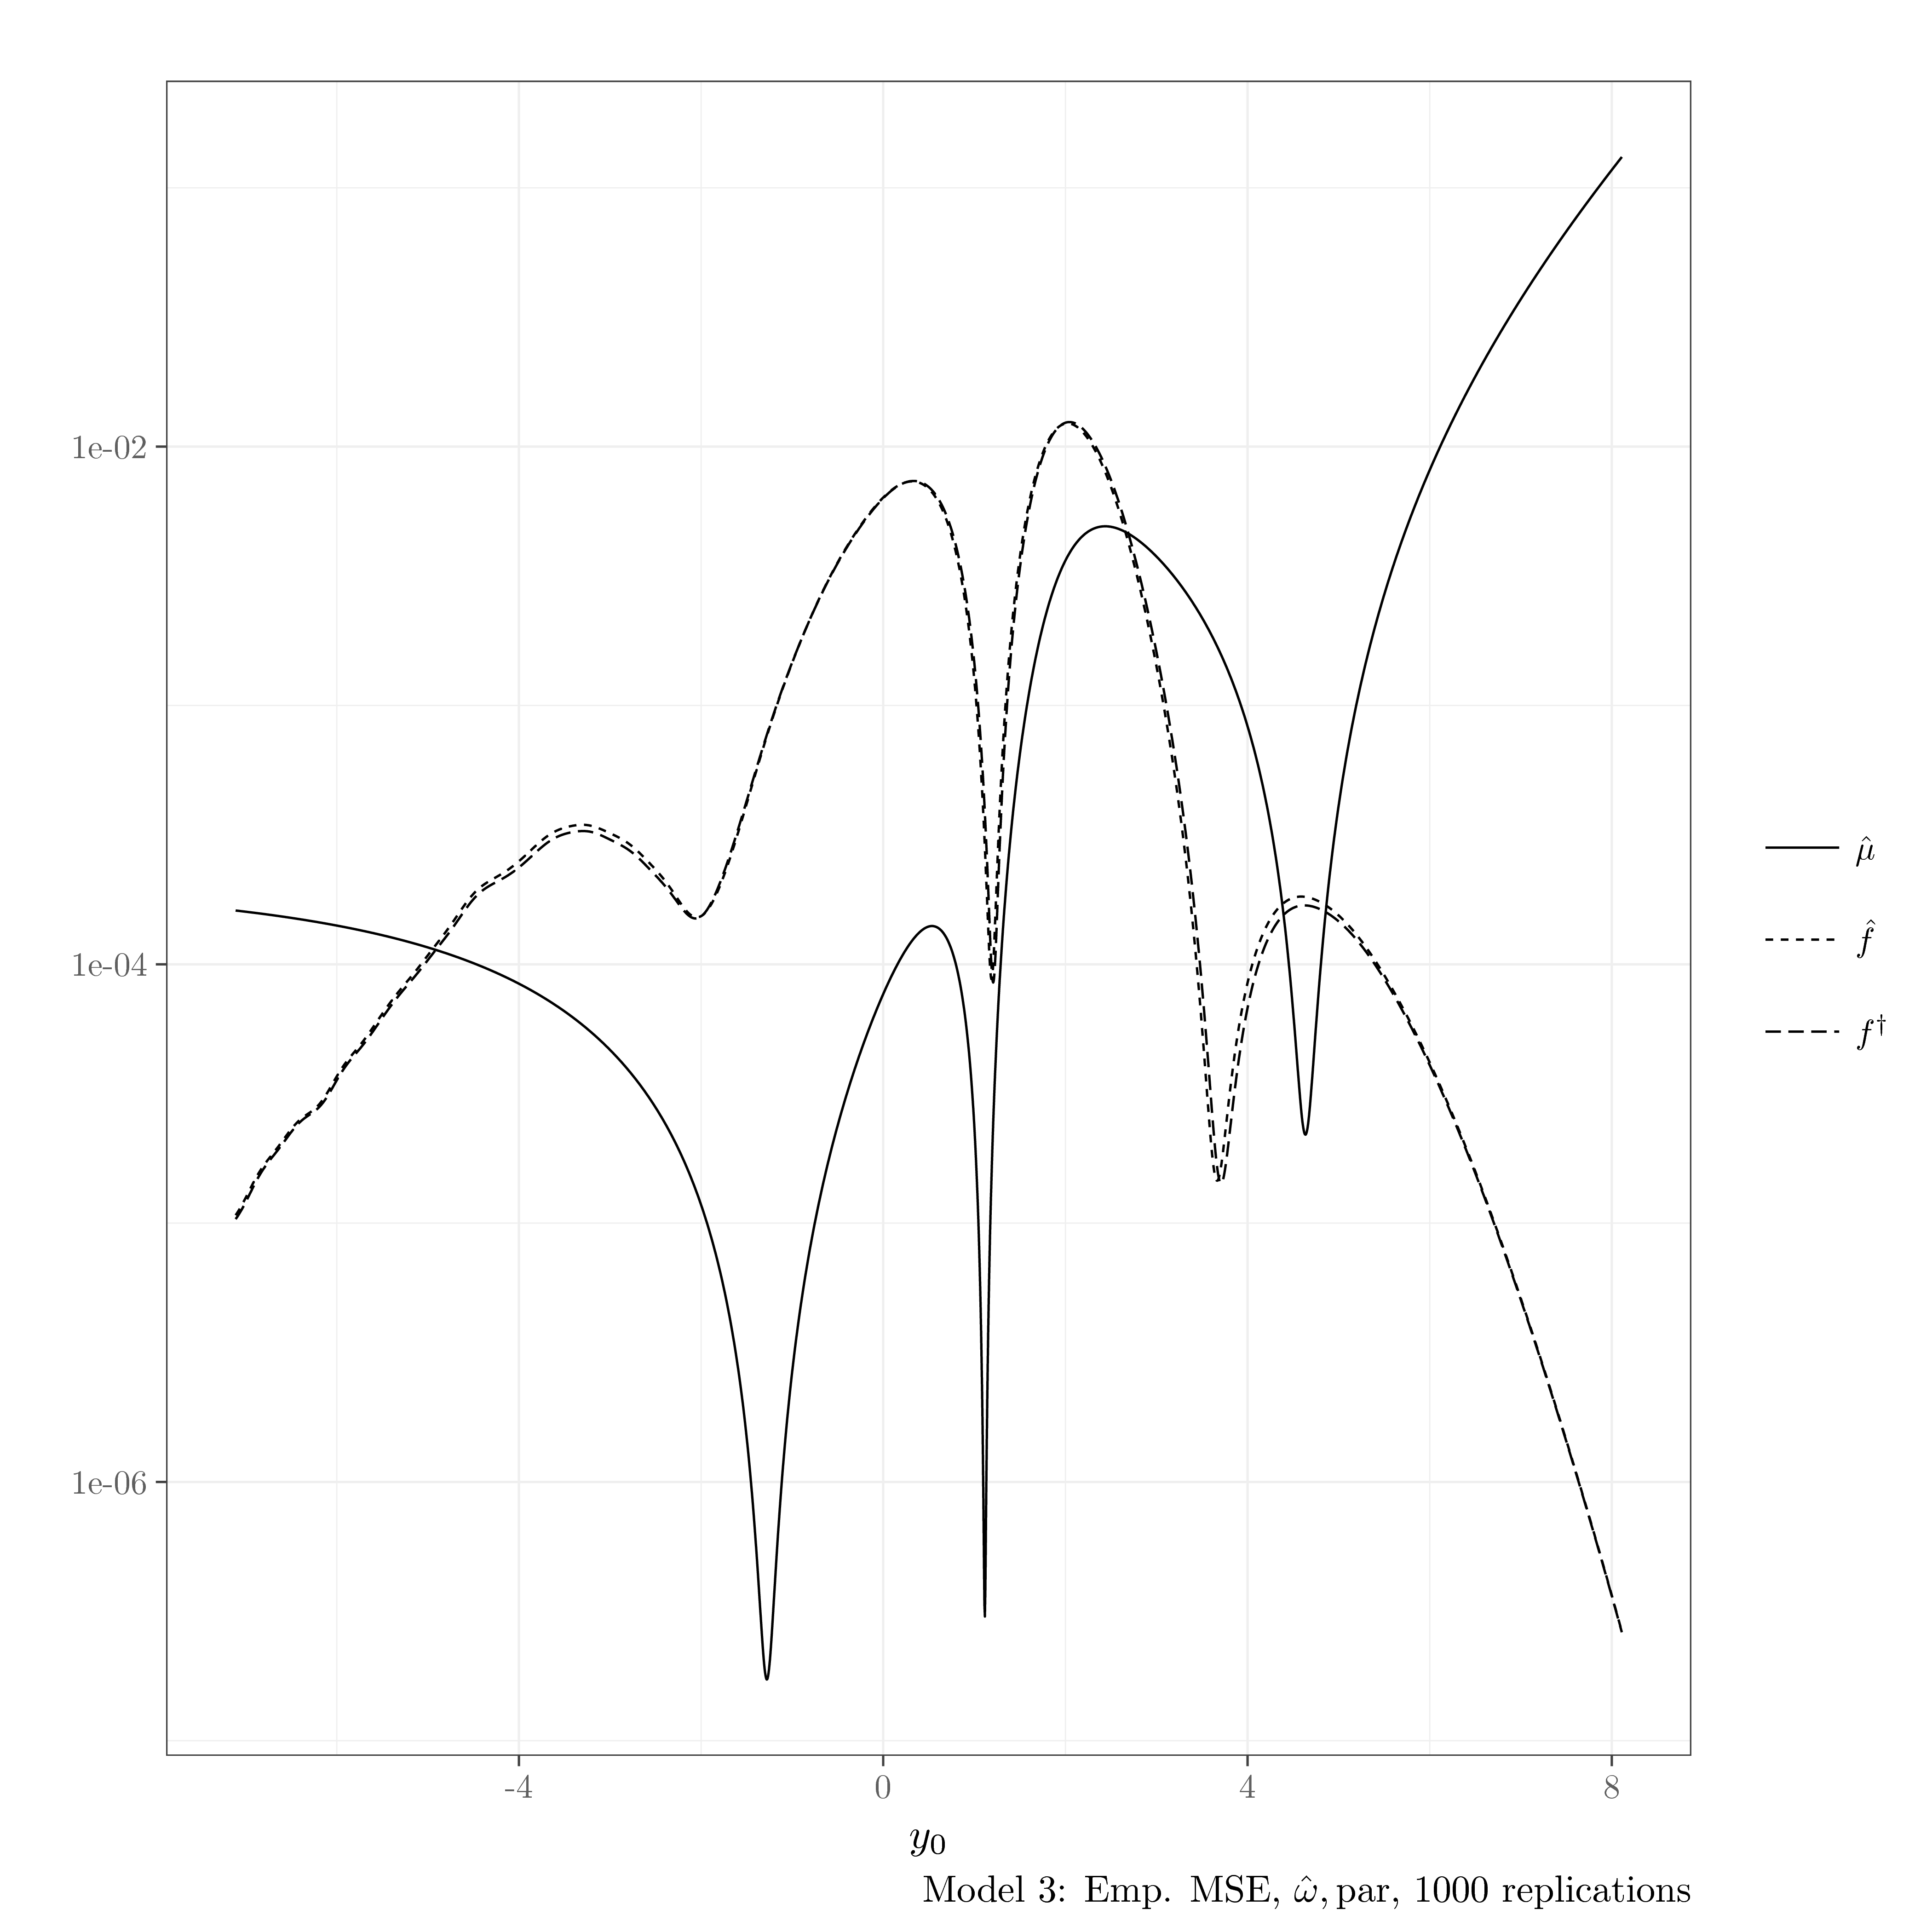 1e-02
1e-04
1e-06
-4
0
4
8
y₀
μ̂
f̂
f†
Model 3: Emp. MSE, ω̂, par, 1000 replications